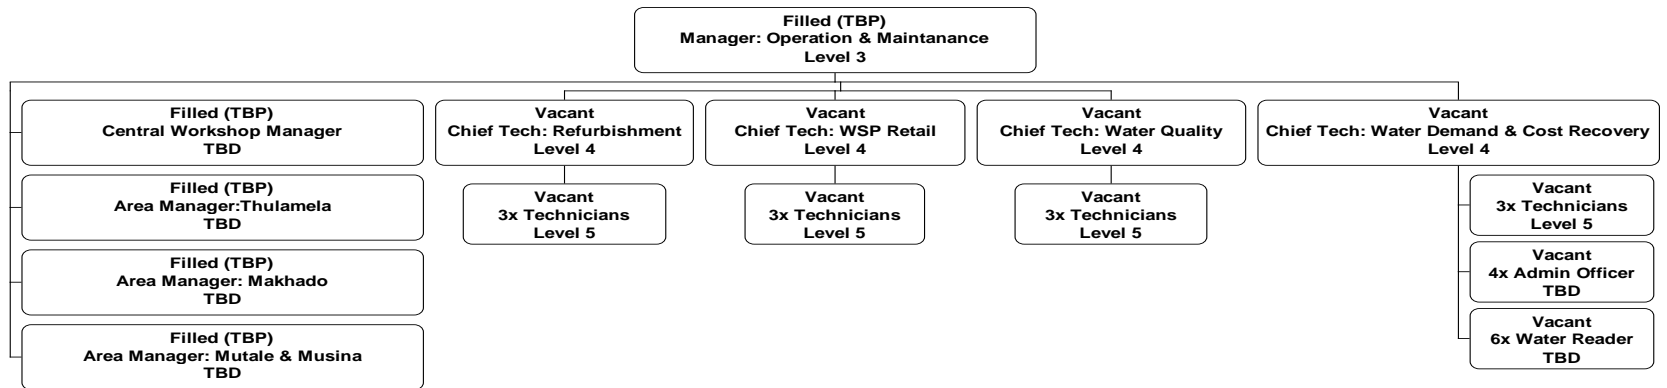 Filled (TBP)
Manager: Operation & Maintanance
Level 3
Filled (TBP)
Central Workshop Manager
TBD
Filled (TBP)
Area Manager:Thulamela
TBD
Filled (TBP)
Area Manager: Makhado
TBD
Filled (TBP)
Area Manager: Mutale & Musina
TBD
Vacant
Chief Tech: Refurbishment
Level 4
Vacant
3x Technicians
Level 5
Vacant
Chief Tech: WSP Retail
Level 4
Vacant
3x Technicians
Level 5
Vacant
Chief Tech: Water Quality
Level 4
Vacant
3x Technicians
Level 5
Vacant
Chief Tech: Water Demand & Cost Recovery
Level 4
Vacant
3x Technicians
Level 5
Vacant
4x Admin Officer
TBD
Vacant
6x Water Reader
TBD